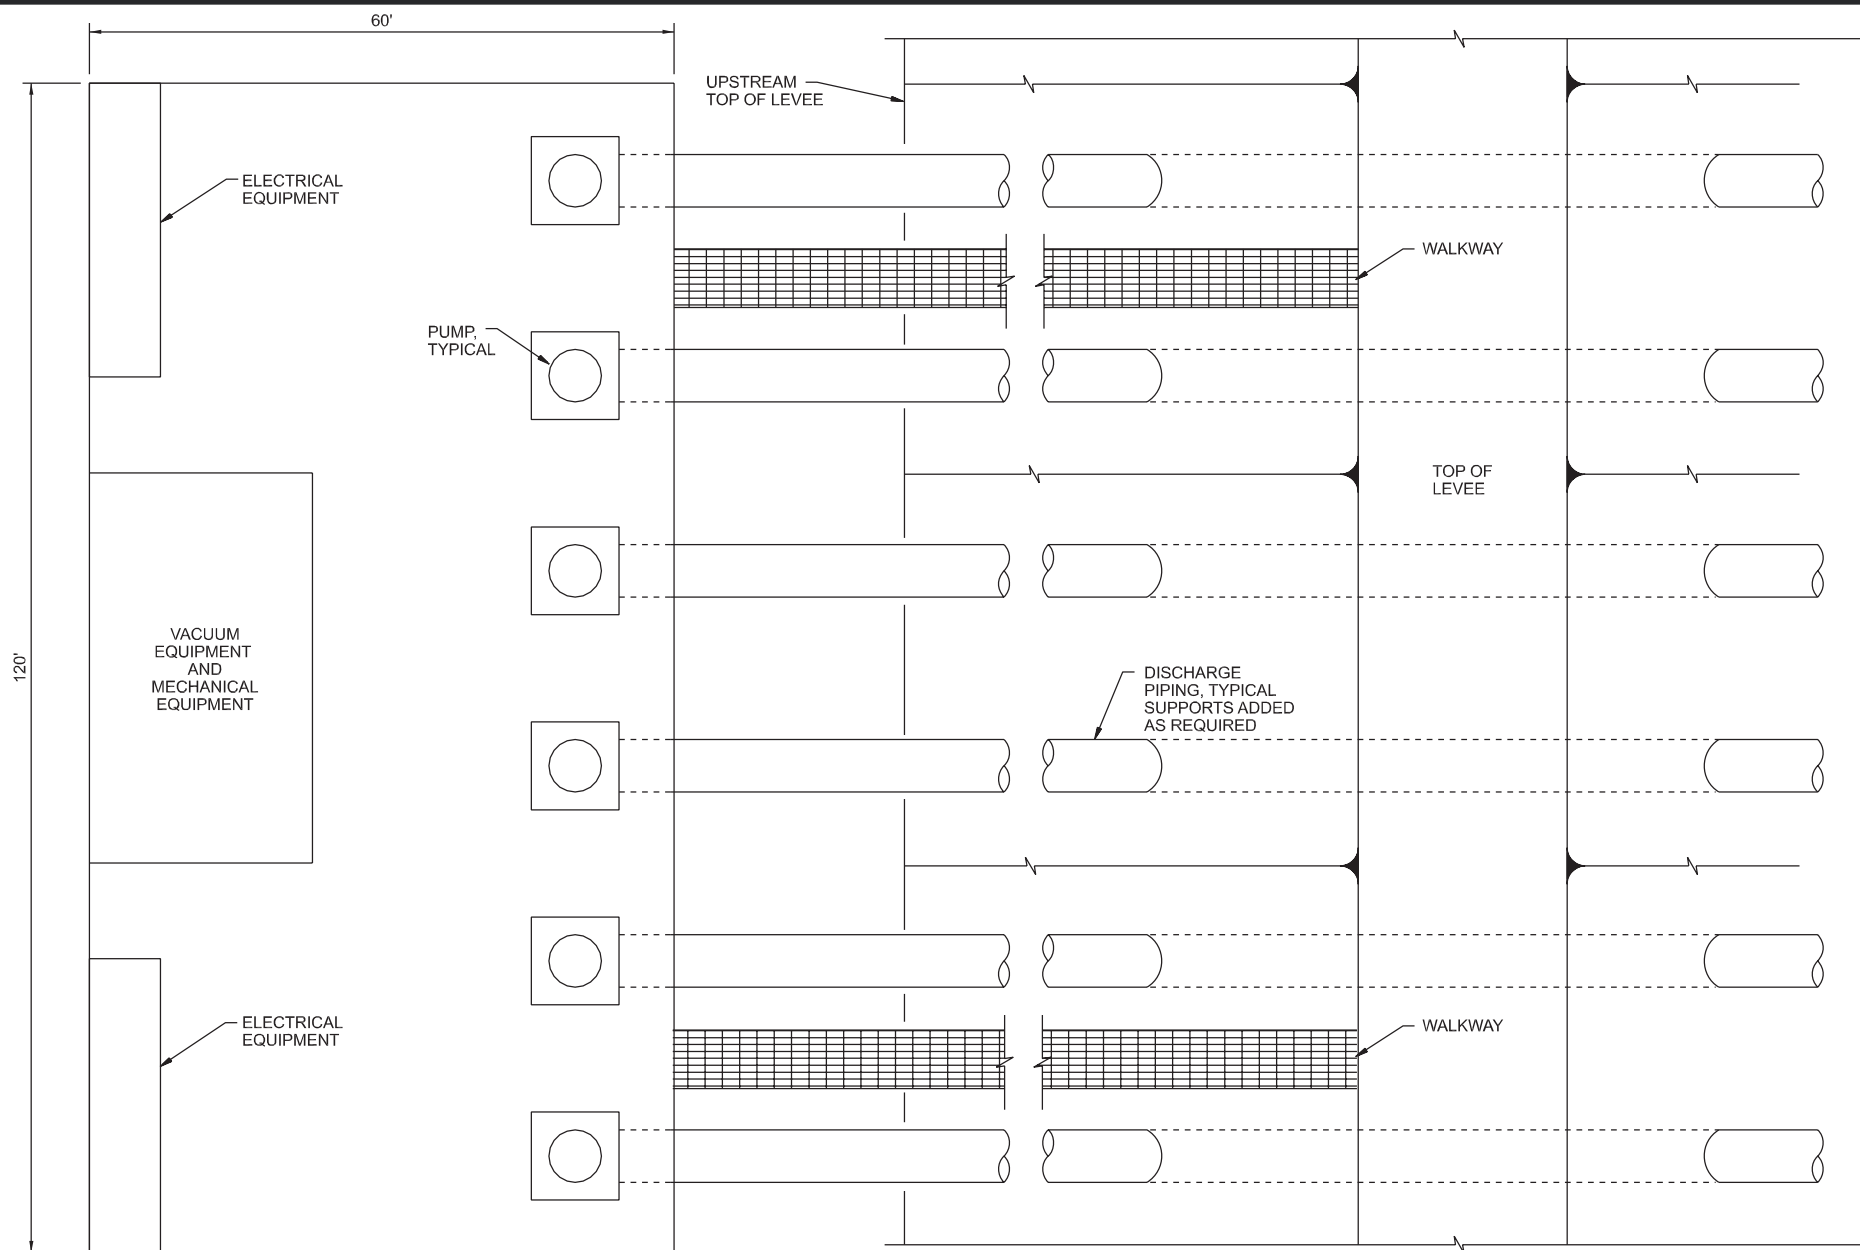 60'
UPSTREAM
TOP OF LEVEE
ELECTRICAL
EQUIPMENT
WALKWAY
PUMP,
TYPICAL
TOP OF
LEVEE
VACUUM
EQUIPMENT
AND
MECHANICAL
EQUIPMENT
120'
DISCHARGE
PIPING, TYPICAL
SUPPORTS ADDED
AS REQUIRED
ELECTRICAL
EQUIPMENT
WALKWAY